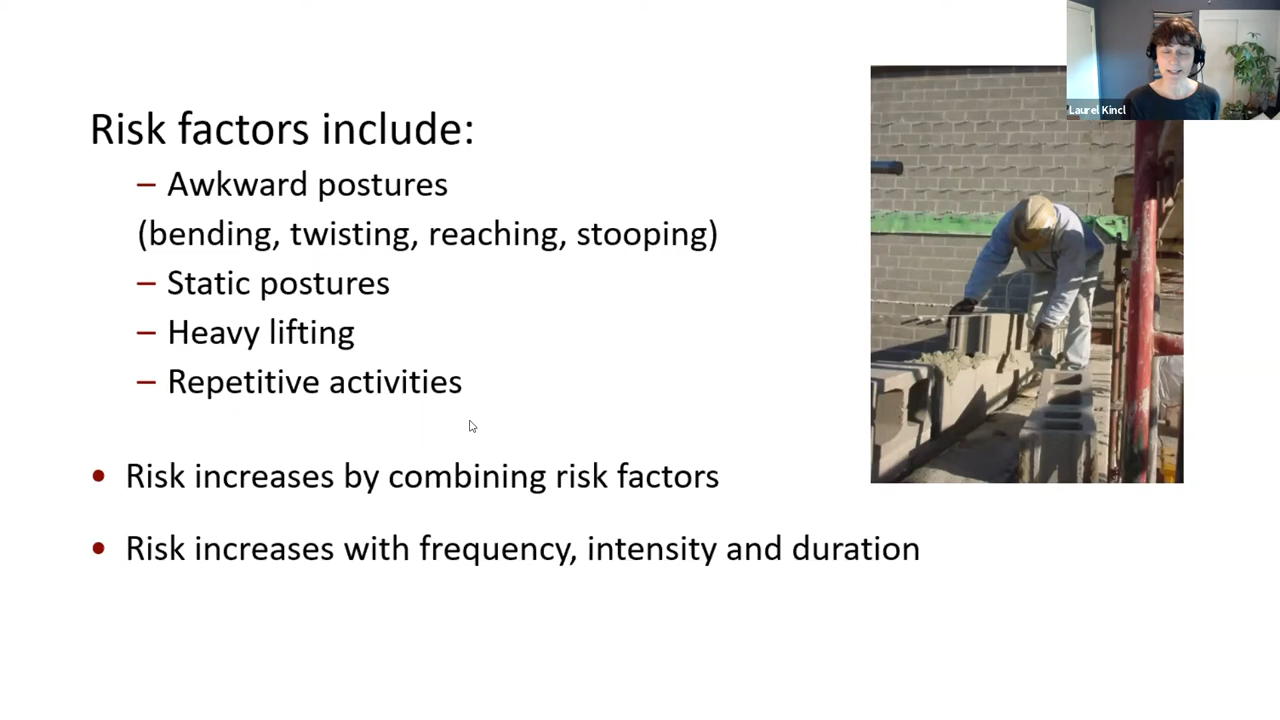 Laurel Kincl
Risk factors include:
– Awkward postures
(bending, twisting, reaching, stooping)
– Static postures
– Heavy lifting
– Repetitive activities
• Risk increases by combining risk factors
• Risk increases with frequency, intensity and duration